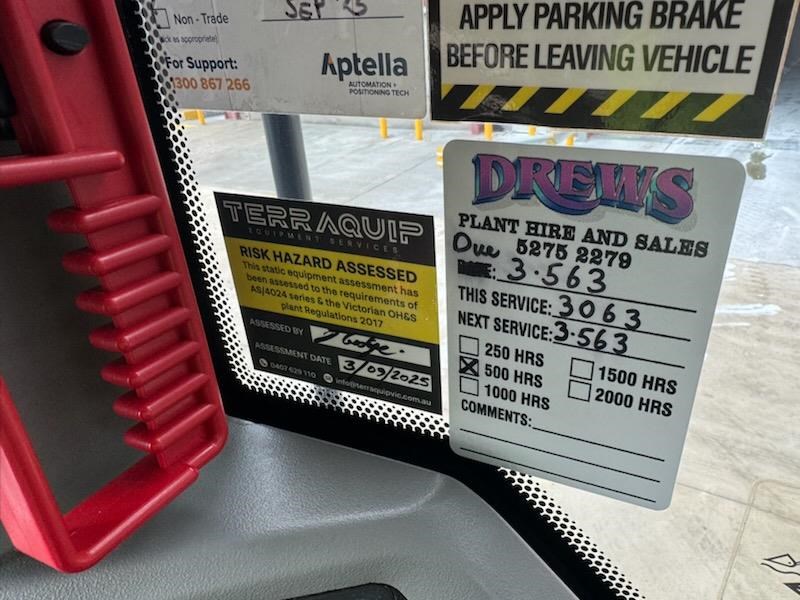 Non - Trade
SEP 25
ick as appropriate)
For Support:
1300 867 266
Aptella
AUTOMATION +
POSITIONING TECH
APPLY PARKING BRAKE
BEFORE LEAVING VEHICLE
TERRAQUIP
EQUIPMENT SERVICES
RISK HAZARD ASSESSED
This static equipment assessment has
been assessed to the requirements of
AS/4024 series & the Victorian OH&S
plant Regulations 2017
ASSESSED BY
ASSESSMENT DATE 3/09/2025
0407 629 110 info@terraquipvic.com.au
DREWS
PLANT HIRE AND SALES
5275 2279
Due
DATE: 3·563
THIS SERVICE: 3063
NEXT SERVICE: 3·563
250 HRS
500 HRS
1000 HRS
1500 HRS
2000 HRS
COMMENTS: